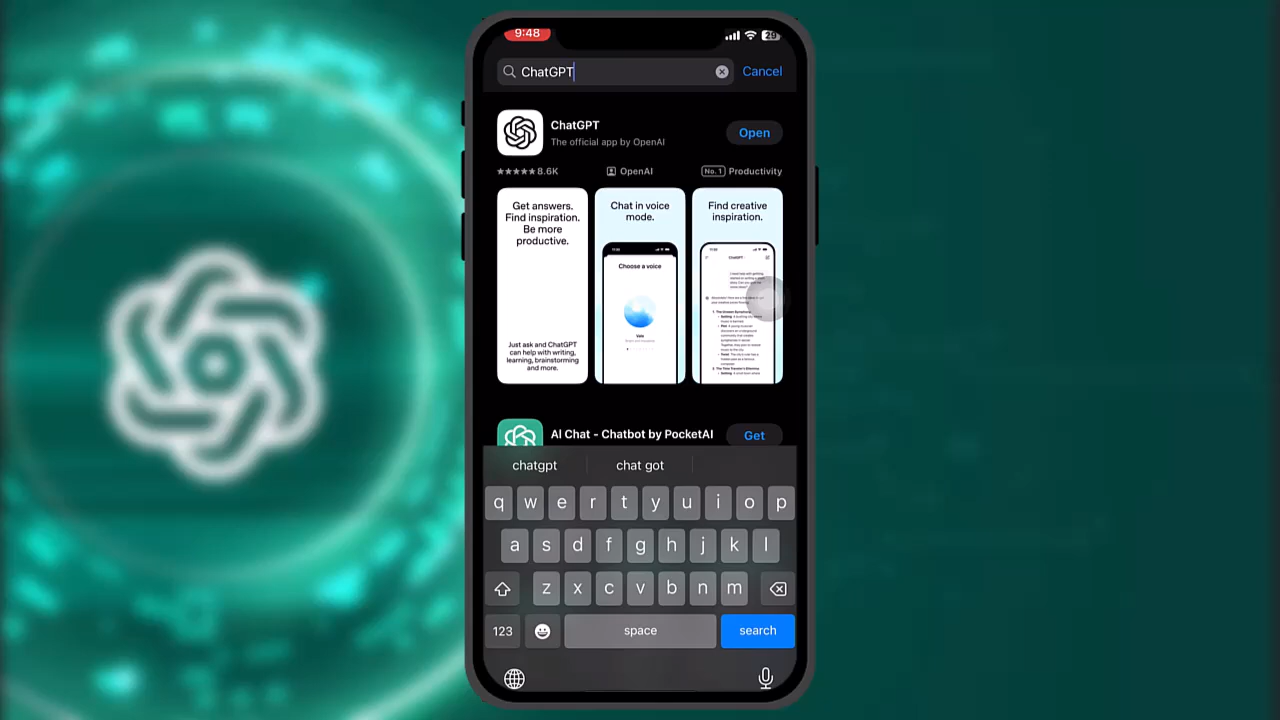 9:48
29
ChatGPT
Cancel
ChatGPT
The official app by OpenAI
Open
★★★★★ 8.6K
OpenAI
No. 1 Productivity
Get answers.
Find inspiration.
Be more
productive.
Just ask and ChatGPT
can help with writing,
learning, brainstorming
and more.
Chat in voice
mode.
Choose a voice
Find creative
inspiration.
ChatGPT
AI Chat - Chatbot by PocketAI
Get
chatgpt
chat got
q w e r t y u i o p
a s d f g h j k l
z x c v b n m
123
space
search